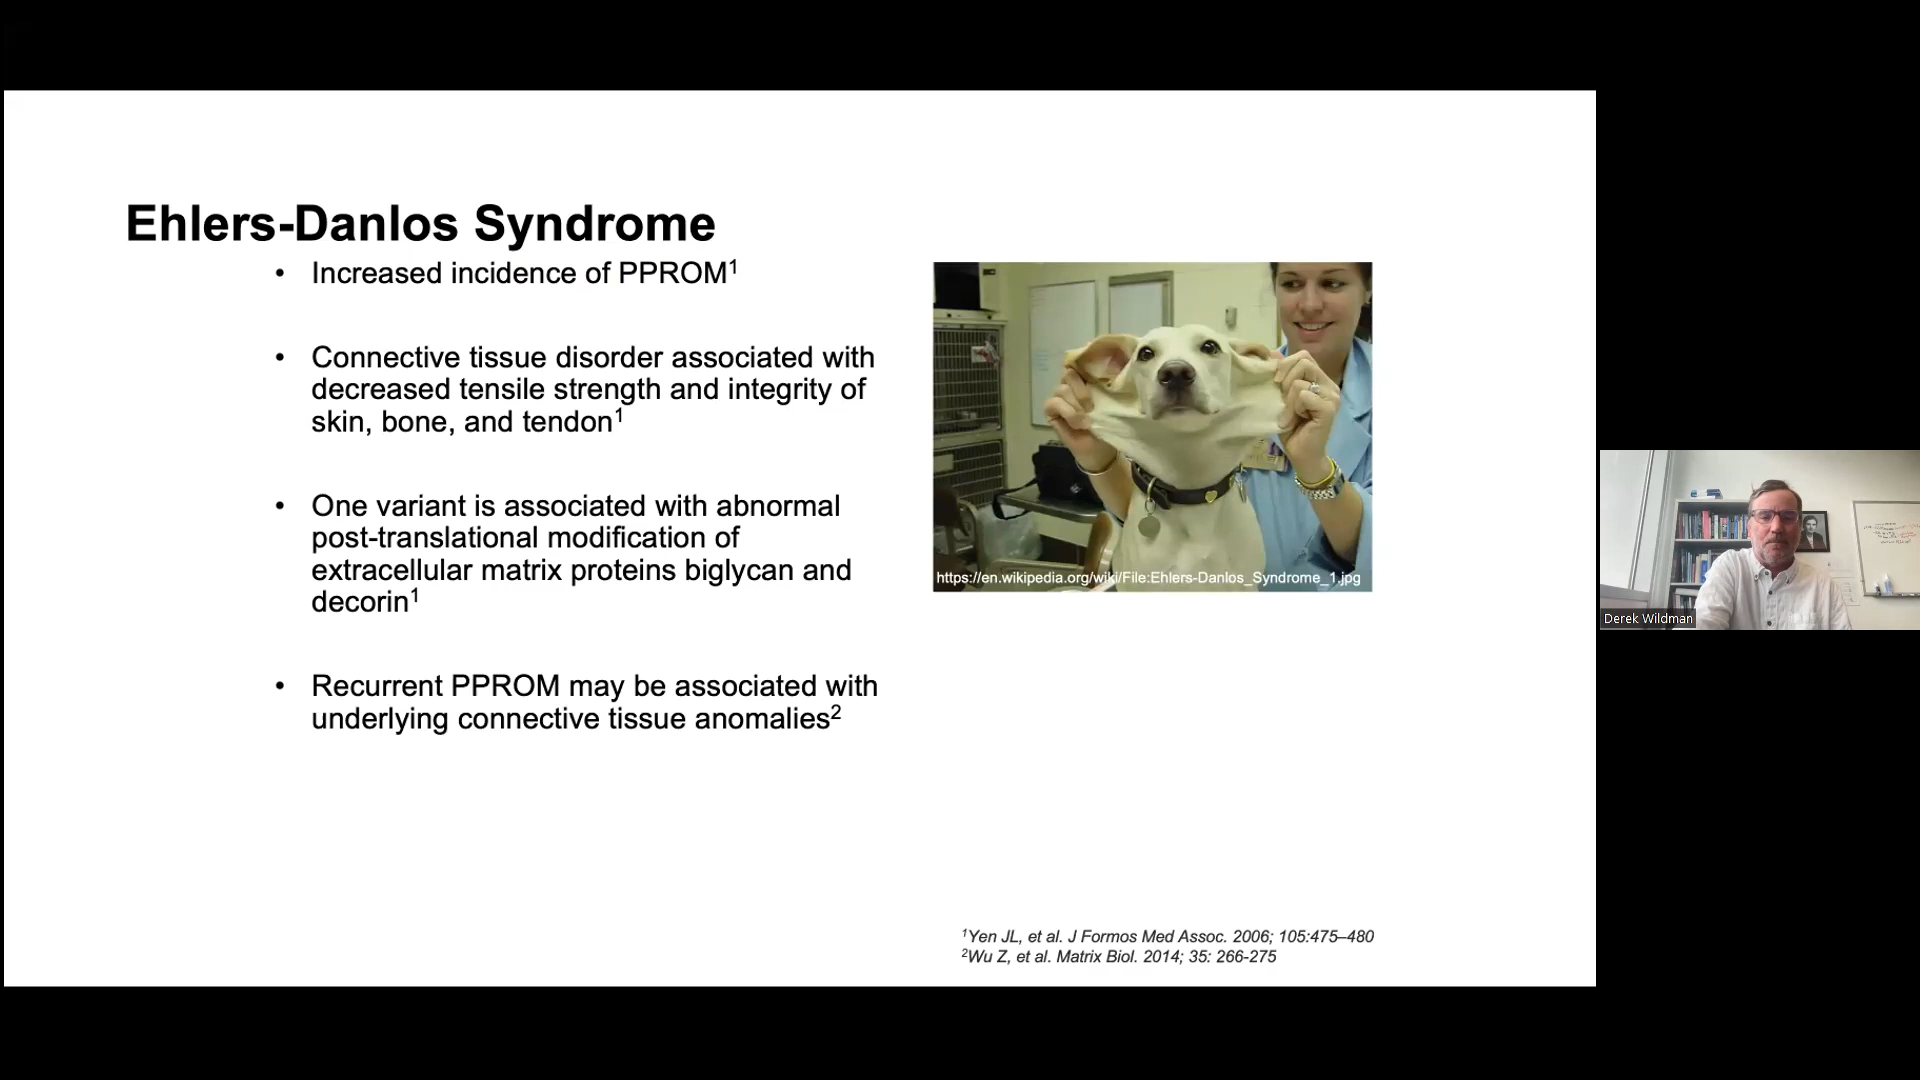 Ehlers-Danlos Syndrome
• Increased incidence of PPROM¹
• Connective tissue disorder associated with
decreased tensile strength and integrity of
skin, bone, and tendon¹
• One variant is associated with abnormal
post-translational modification of
extracellular matrix proteins biglycan and
decorin¹
• Recurrent PPROM may be associated with
underlying connective tissue anomalies²
https://en.wikipedia.org/wiki/File:Ehlers-Danlos_Syndrome_1.jpg
Derek Wildman
¹Yen JL, et al. J Formos Med Assoc. 2006; 105:475–480
²Wu Z, et al. Matrix Biol. 2014; 35: 266-275